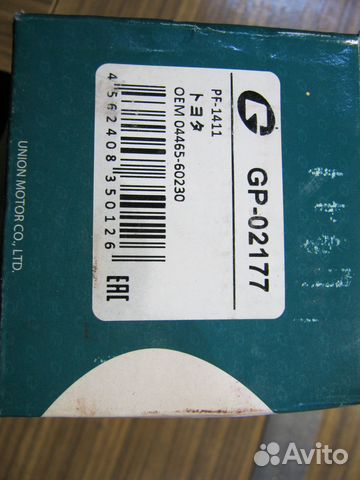 G
GP-02177
PF-1411
トヨタ
OEM 04465-60230
4 562408 350126
EAC
UNION MOTOR CO., LTD.
Avito